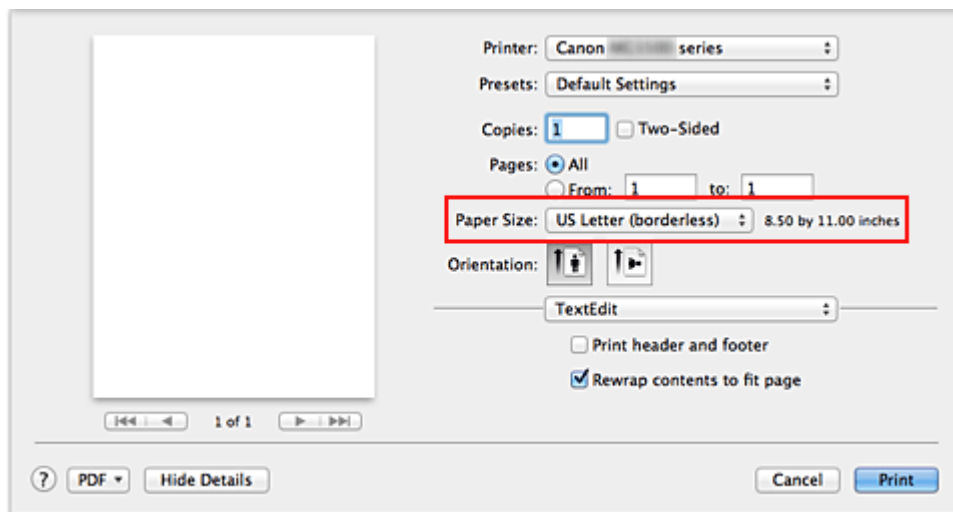 Printer: Canon series
Presets: Default Settings
Copies: 1 Two-Sided
Pages: All
From: 1 to: 1
Paper Size: US Letter (borderless) 8.50 by 11.00 inches
Orientation:
TextEdit
Print header and footer
Rewrap contents to fit page
1 of 1
? PDF Hide Details Cancel Print